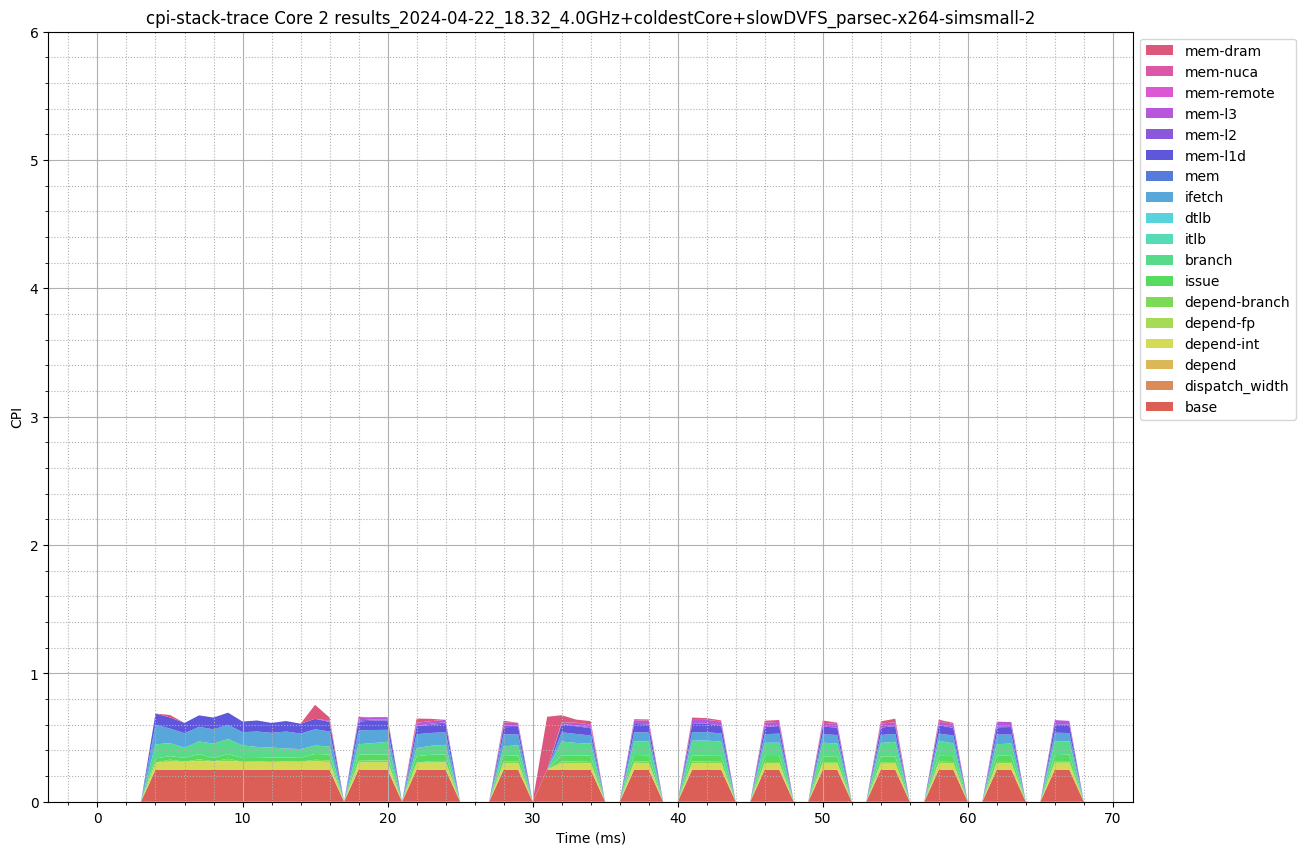 cpi-stack-trace Core 2 results_2024-04-22_18.32_4.0GHz+coldestCore+slowDVFS_parsec-x264-simsmall-2
6
5
4
3
2
1
0
CPI
0 10 20 30 40 50 60 70
Time (ms)
mem-dram
mem-nuca
mem-remote
mem-l3
mem-l2
mem-l1d
mem
ifetch
dtlb
itlb
branch
issue
depend-branch
depend-fp
depend-int
depend
dispatch_width
base